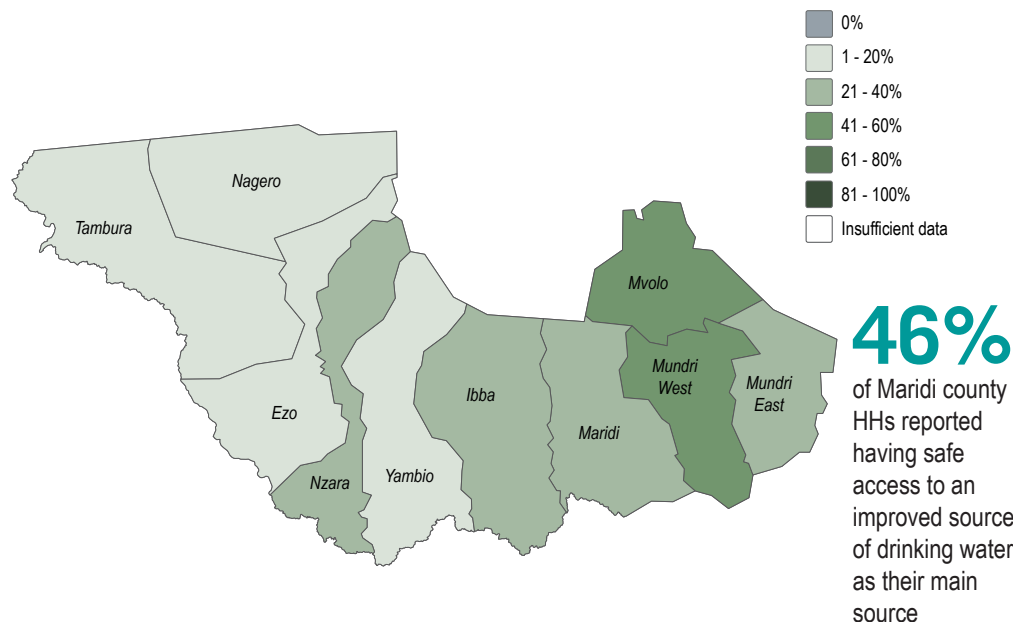 0%
1 - 20%
21 - 40%
41 - 60%
61 - 80%
81 - 100%
Insufficient data
Nagero
Tambura
Mvolo
Mundri
West
Mundri
East
Ibba
Ezo
Maridi
Nzara
Yambio
46%
of Maridi county
HHs reported
having safe
access to an
improved source
of drinking water
as their main
source